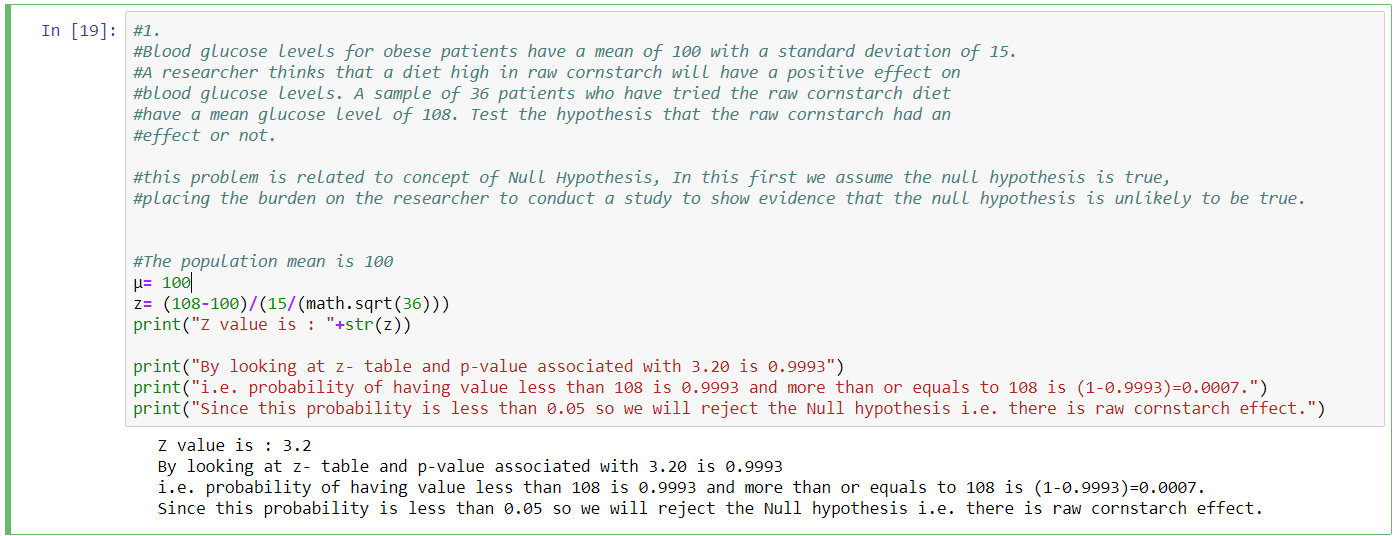 In [19]: #1.
#Blood glucose levels for obese patients have a mean of 100 with a standard deviation of 15.
#A researcher thinks that a diet high in raw cornstarch will have a positive effect on
#blood glucose levels. A sample of 36 patients who have tried the raw cornstarch diet
#have a mean glucose level of 108. Test the hypothesis that the raw cornstarch had an
#effect or not.
#this problem is related to concept of Null Hypothesis, In this first we assume the null hypothesis is true,
#placing the burden on the researcher to conduct a study to show evidence that the null hypothesis is unlikely to be true.
#The population mean is 100
μ= 100
z= (108-100)/(15/(math.sqrt(36)))
print("Z value is : "+str(z))
print("By looking at z- table and p-value associated with 3.20 is 0.9993")
print("i.e. probability of having value less than 108 is 0.9993 and more than or equals to 108 is (1-0.9993)=0.0007.")
print("Since this probability is less than 0.05 so we will reject the Null hypothesis i.e. there is raw cornstarch effect.")
Z value is : 3.2
By looking at z- table and p-value associated with 3.20 is 0.9993
i.e. probability of having value less than 108 is 0.9993 and more than or equals to 108 is (1-0.9993)=0.0007.
Since this probability is less than 0.05 so we will reject the Null hypothesis i.e. there is raw cornstarch effect.